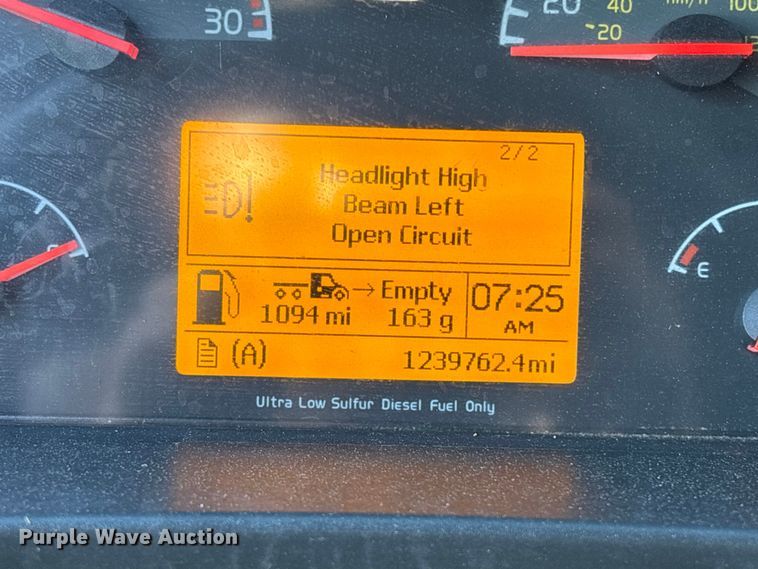 30
20
40
100
20
2/2
Headlight High
Beam Left
Open Circuit
→ Empty
1094 mi 163 g
07:25
AM
(A)
1239762.4mi
E
Ultra Low Sulfur Diesel Fuel Only
Purple Wave Auction